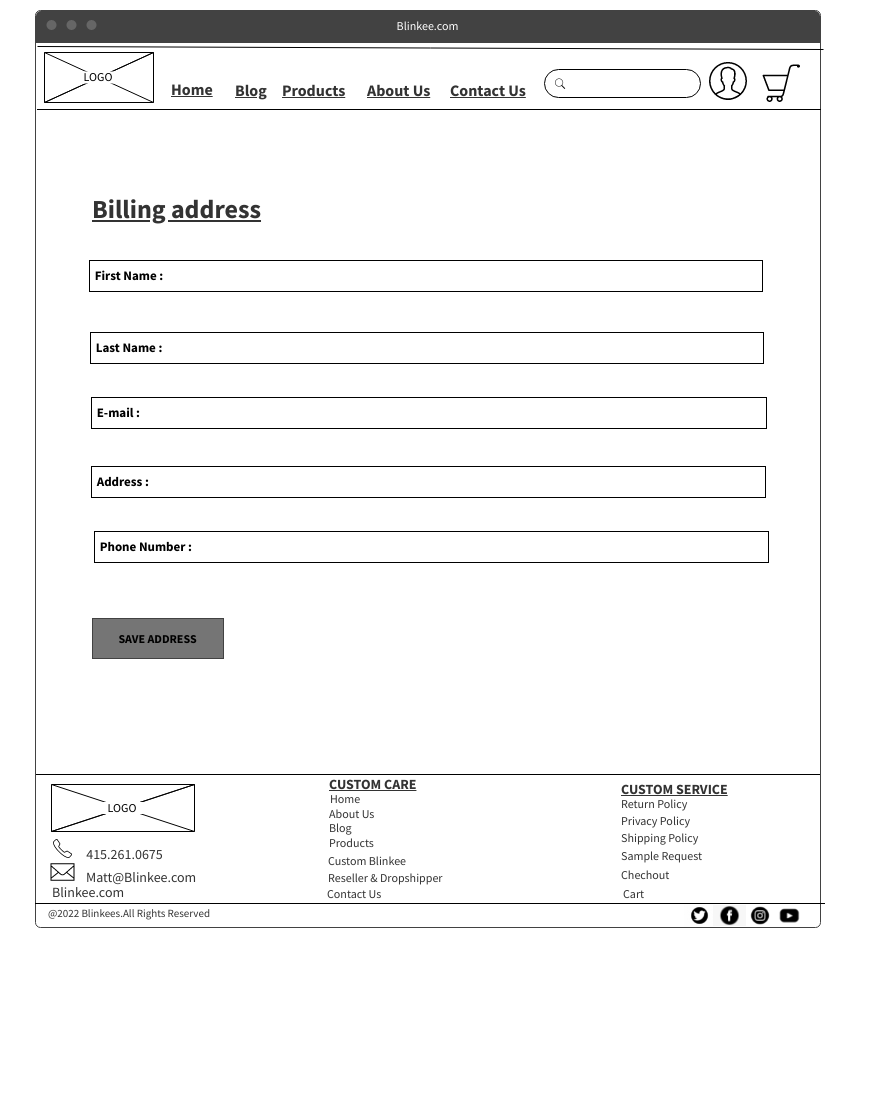 Blinkee.com
LOGO
Home Blog Products About Us Contact Us
Billing address
First Name :
Last Name :
E-mail :
Address :
Phone Number :
SAVE ADDRESS
LOGO
415.261.0675
Matt@Blinkee.com
Blinkee.com
CUSTOM CARE
Home
About Us
Blog
Products
Custom Blinkee
Reseller & Dropshipper
Contact Us
CUSTOM SERVICE
Return Policy
Privacy Policy
Shipping Policy
Sample Request
Chechout
Cart
@2022 Blinkees.All Rights Reserved